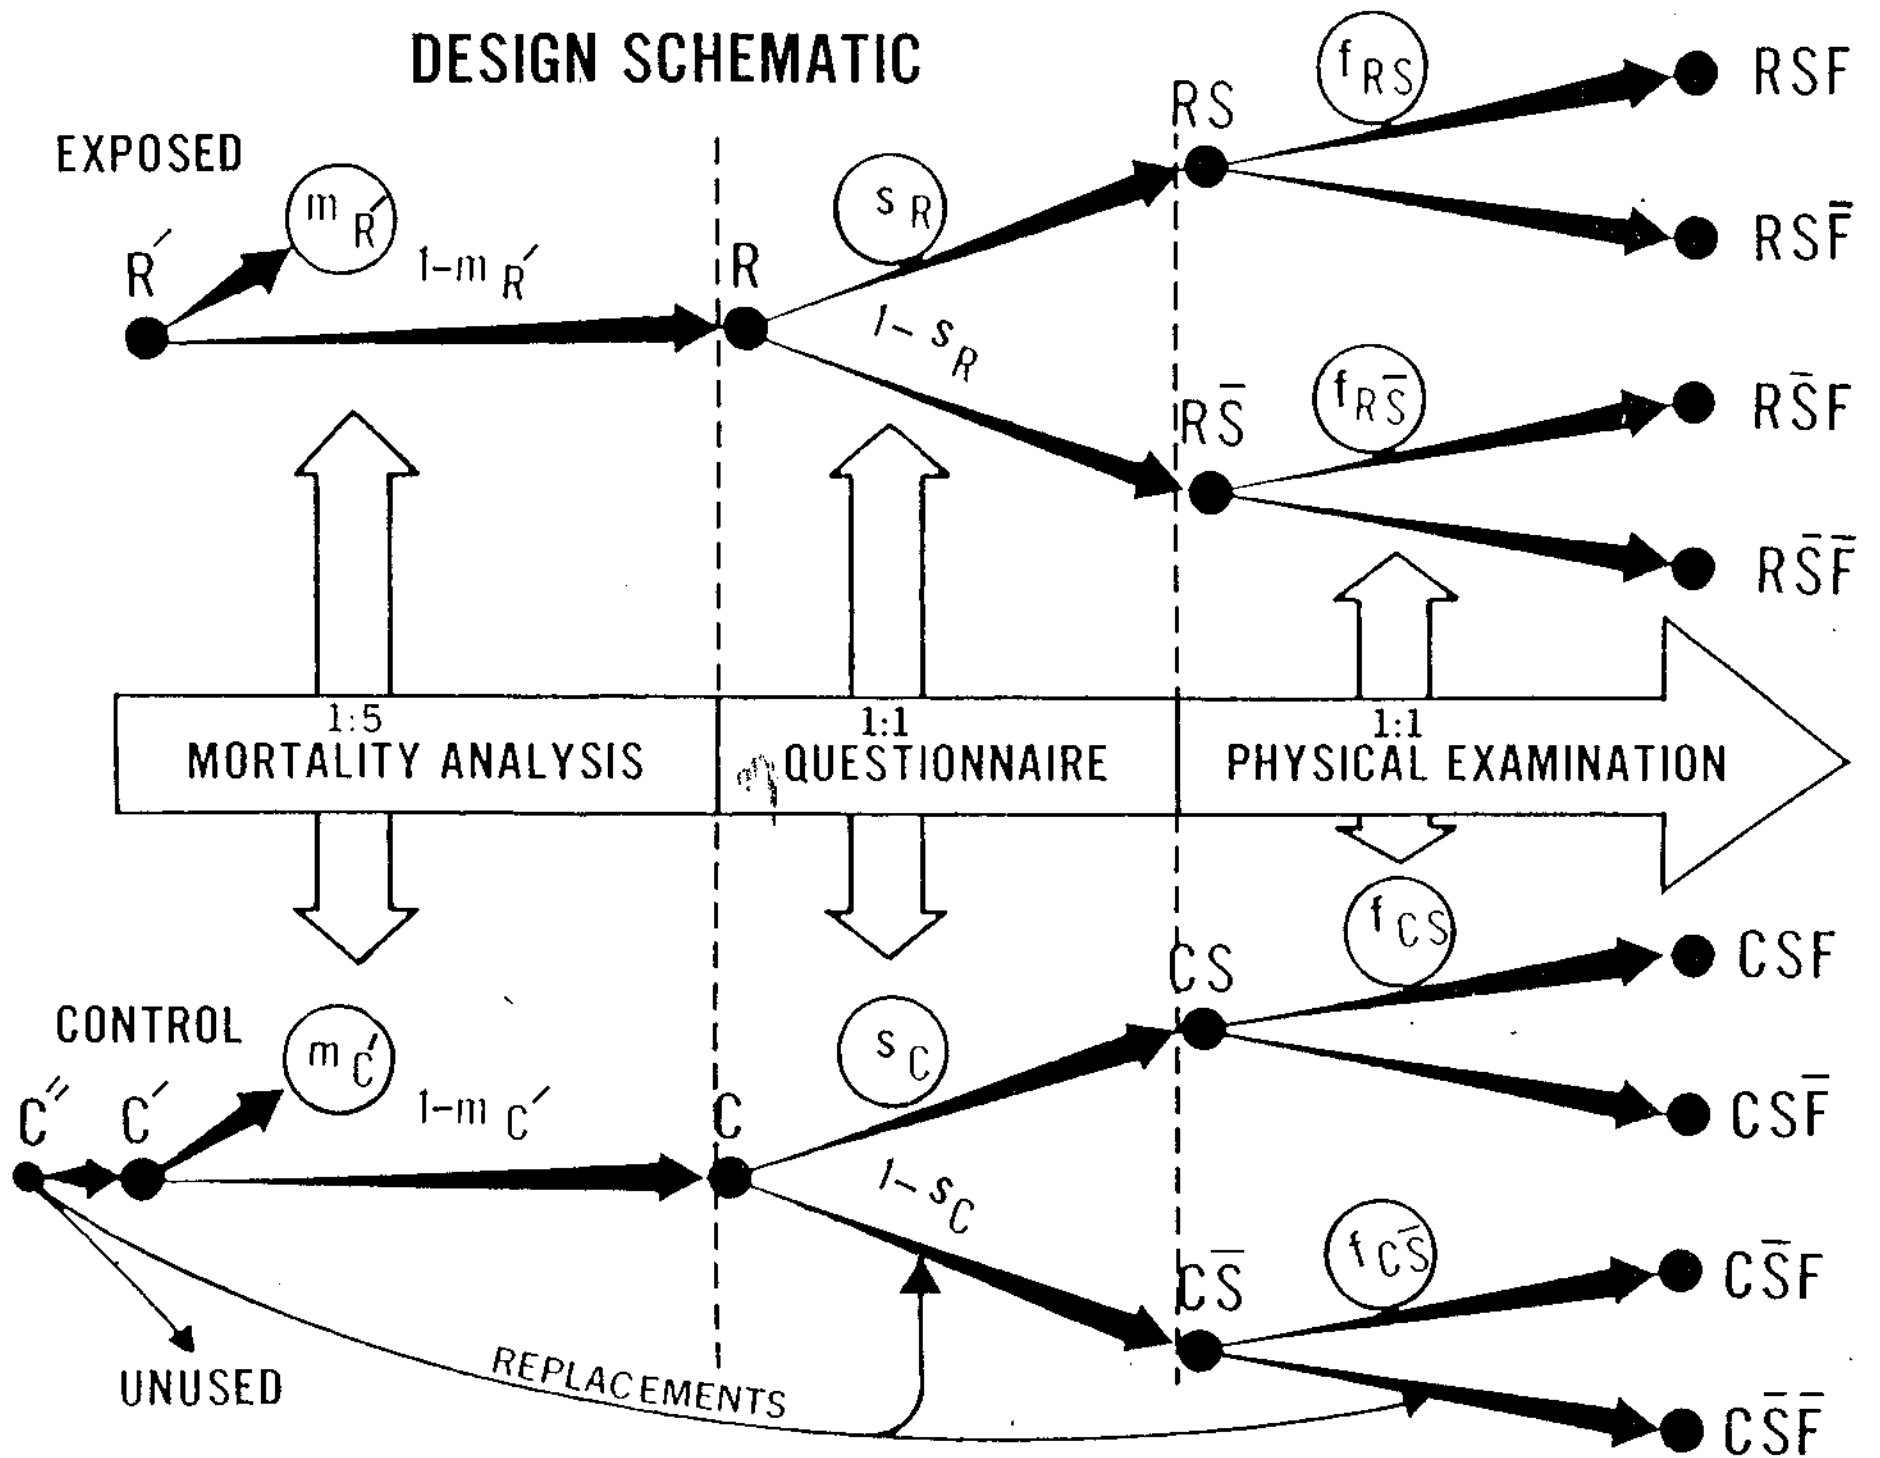 DESIGN SCHEMATIC
EXPOSED
R′
m R′
1-m R′
R
s R
1-s R
RS
f RS
RSF
RSF̅
RS̅
f RS̅
RS̅F
RS̅F̅
1:5
MORTALITY ANALYSIS
1:1
QUESTIONNAIRE
1:1
PHYSICAL EXAMINATION
CONTROL
C″
C′
m C′
1-m C′
C
s C
1-s C
CS
f CS
CSF
CSF̅
CS̅
f CS̅
CS̅F
CS̅F̅
UNUSED
REPLACEMENTS